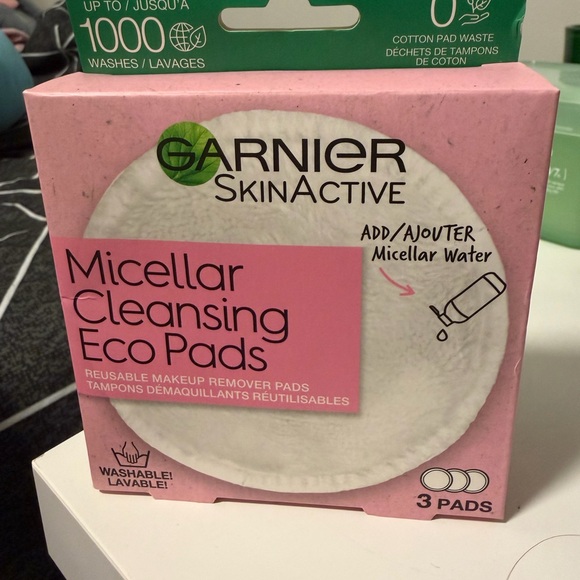 UP TO / JUSQU'À
1000
WASHES / LAVAGES
0
COTTON PAD WASTE
DÉCHETS DE TAMPONS
DE COTON
GARNIER
SKINACTIVE
ADD/AJOUTER
Micellar Water
Micellar
Cleansing
Eco Pads
REUSABLE MAKEUP REMOVER PADS
TAMPONS DÉMAQUILLANTS RÉUTILISABLES
WASHABLE!
LAVABLE!
3 PADS